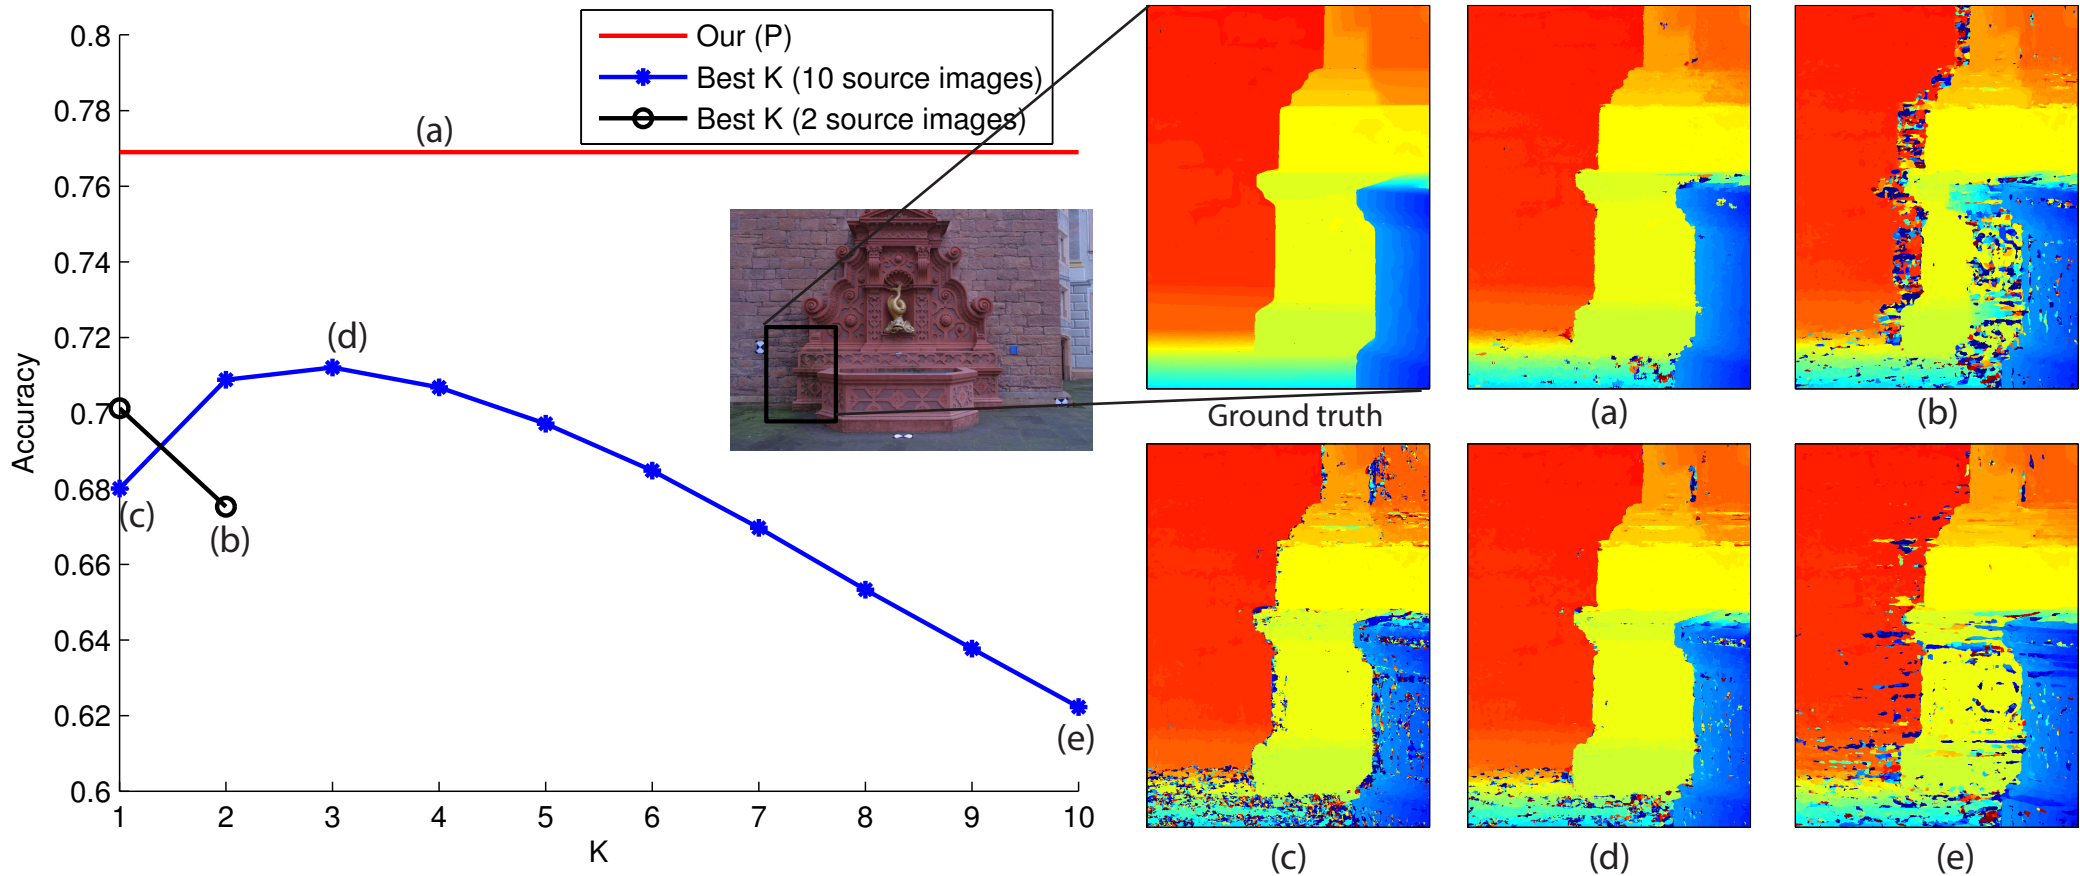 Our (P)
Best K (10 source images)
Best K (2 source images)
0.8
0.78
0.76
0.74
0.72
0.7
0.68
0.66
0.64
0.62
0.6
Accuracy
1 2 3 4 5 6 7 8 9 10
K
(a)
(d)
(c)
(b)
(e)
Ground truth
(a)
(b)
(c)
(d)
(e)